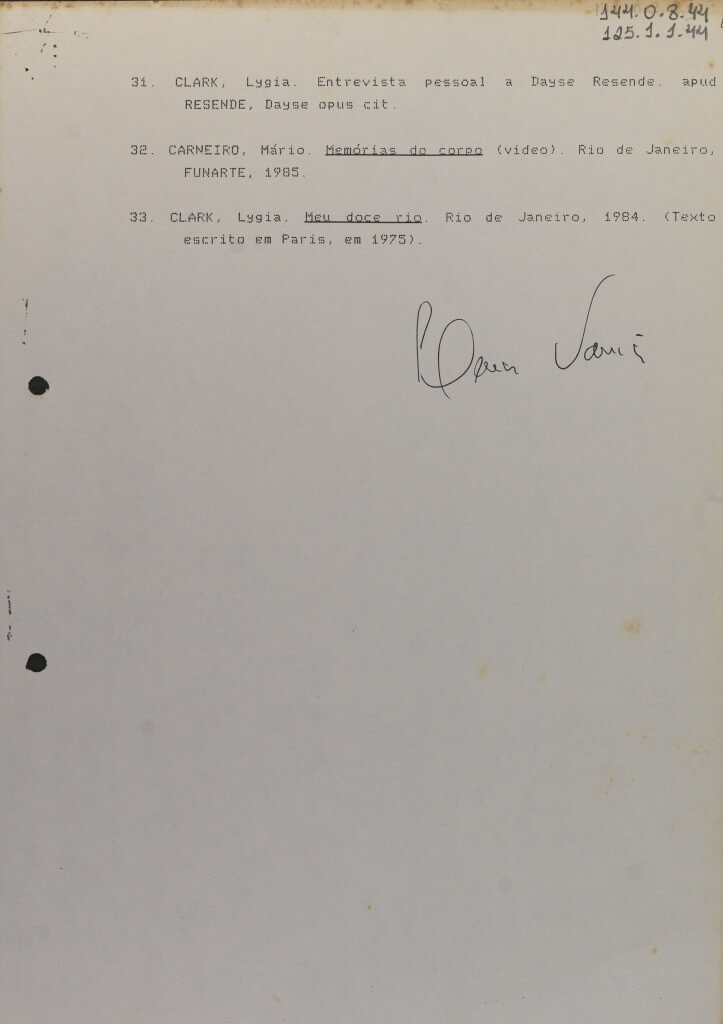 144.0.8.44
125.1.1.44
31. CLARK, Lygia. Entrevista pessoal a Dayse Resende. apud
RESENDE, Dayse opus cit.
32. CARNEIRO, Mário. Memórias do corpo (video). Rio de Janeiro,
FUNARTE, 1985.
33. CLARK, Lygia. Meu doce rio. Rio de Janeiro, 1984. (Texto
escrito em Paris, em 1975).